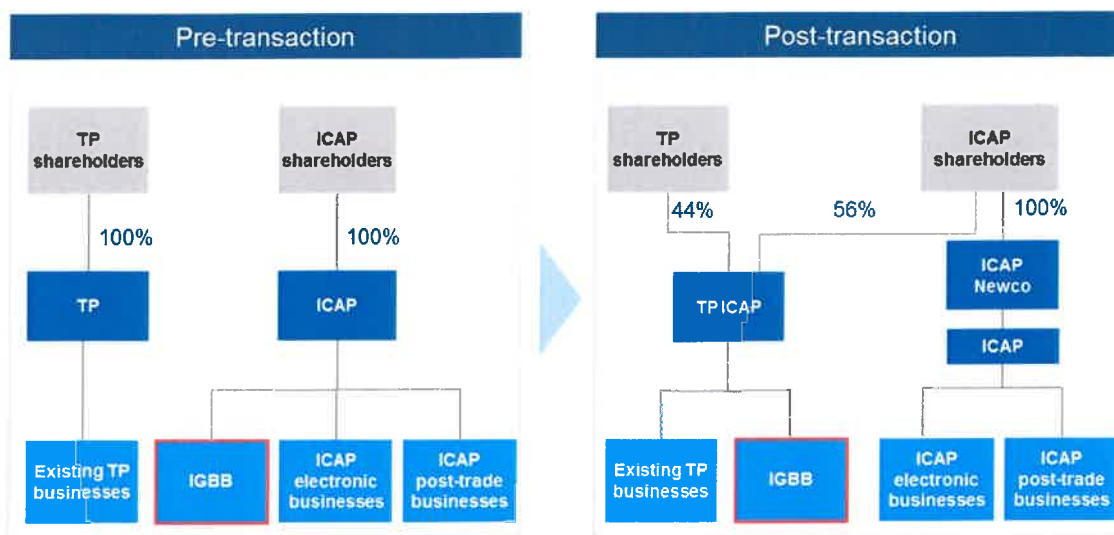 Pre-transaction
TP
shareholders
ICAP
shareholders
100%
100%
TP
ICAP
Existing TP
businesses
IGBB
ICAP
electronic
businesses
ICAP
post-trade
businesses
Post-transaction
TP
shareholders
ICAP
shareholders
44%
56%
100%
TP ICAP
ICAP
Newco
ICAP
Existing TP
businesses
IGBB
ICAP
electronic
businesses
ICAP
post-trade
businesses